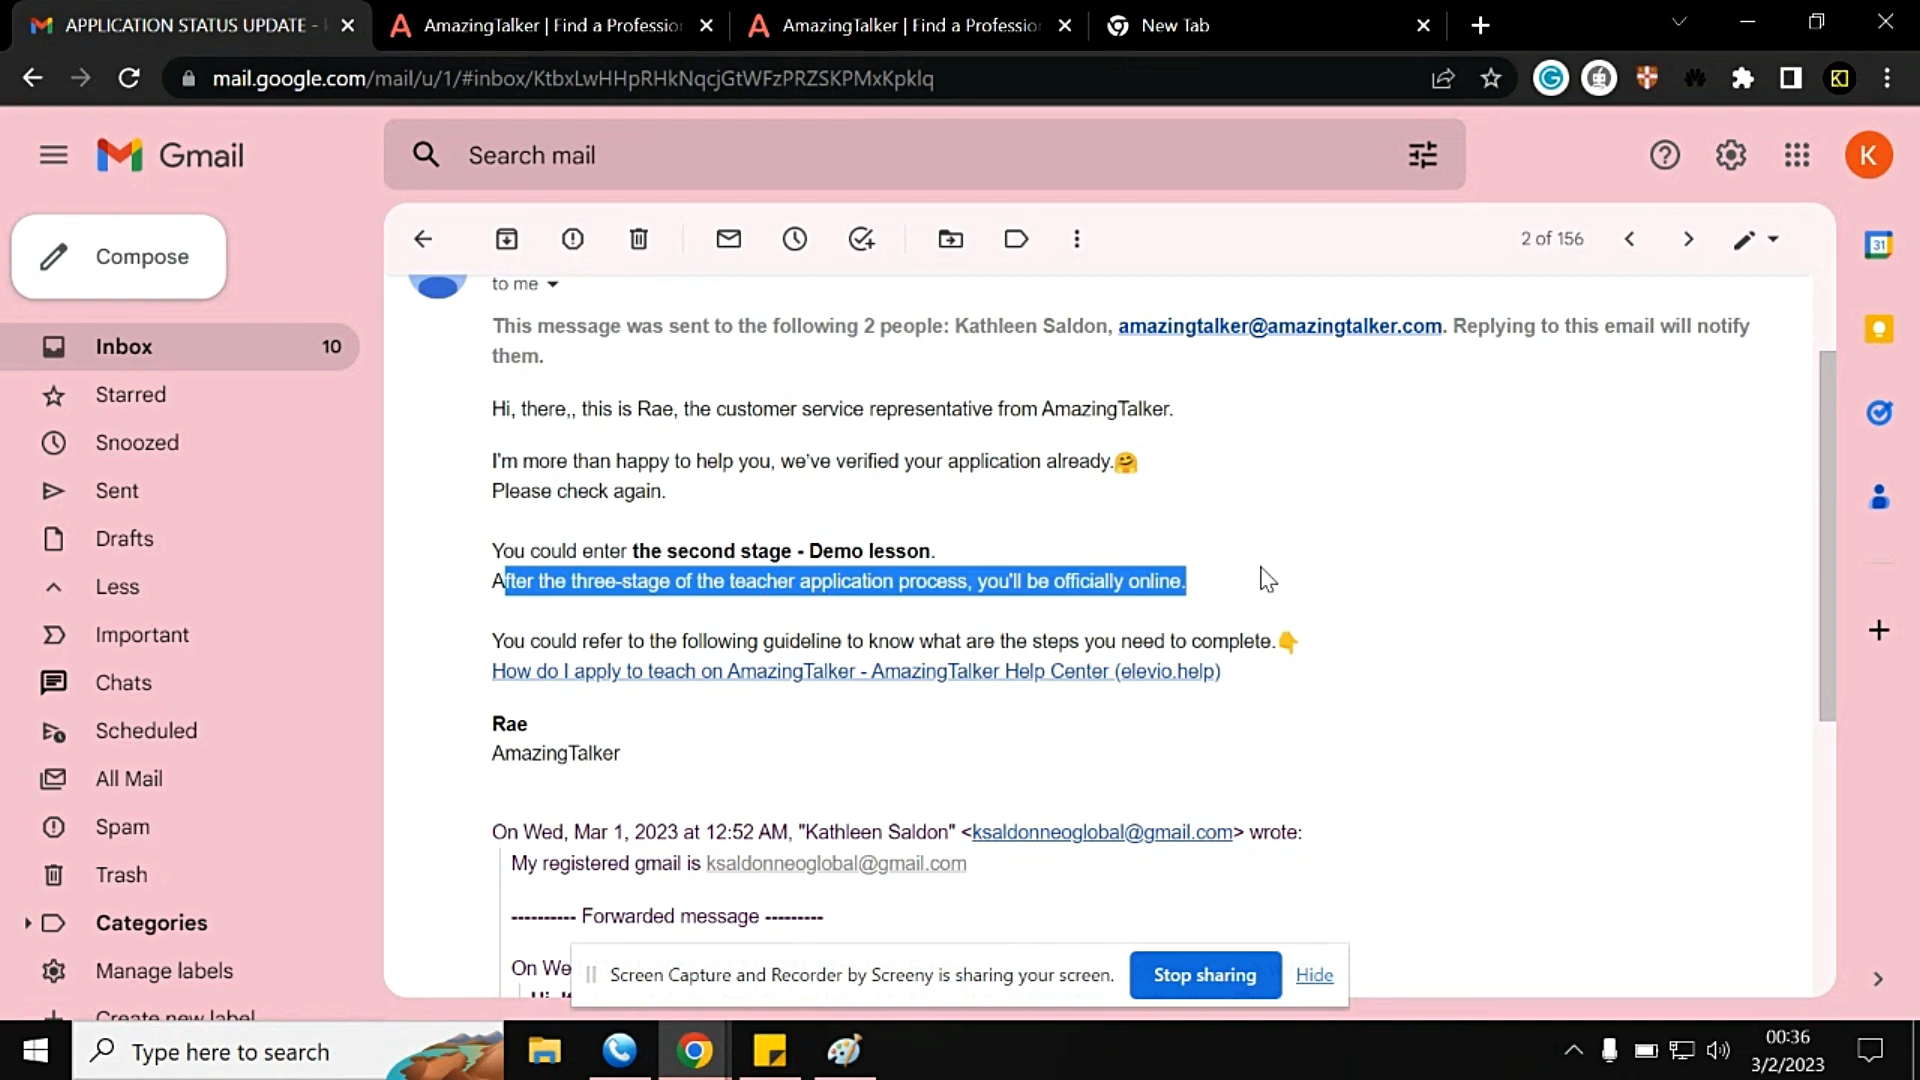 APPLICATION STATUS UPDATE -
AmazingTalker | Find a Professio
AmazingTalker | Find a Professio
New Tab
mail.google.com/mail/u/1/#inbox/KtbxLwHHpRHkNqcjGtWFzPRZSKPMxKpklq
Gmail
Search mail
K
Compose
2 of 156
31
Inbox 10
Starred
Snoozed
Sent
Drafts
Less
Important
Chats
Scheduled
All Mail
Spam
Trash
Categories
Manage labels
Create new label
to me
This message was sent to the following 2 people: Kathleen Saldon, amazingtalker@amazingtalker.com. Replying to this email will notify
them.
Hi, there,, this is Rae, the customer service representative from AmazingTalker.
I'm more than happy to help you, we've verified your application already.🤗
Please check again.
You could enter the second stage - Demo lesson.
After the three-stage of the teacher application process, you'll be officially online.
You could refer to the following guideline to know what are the steps you need to complete.👇
How do I apply to teach on AmazingTalker - AmazingTalker Help Center (elevio.help)
Rae
AmazingTalker
On Wed, Mar 1, 2023 at 12:52 AM, "Kathleen Saldon" <ksaldonneoglobal@gmail.com> wrote:
My registered gmail is ksaldonneoglobal@gmail.com
---------- Forwarded message ---------
On We
Screen Capture and Recorder by Screeny is sharing your screen.
Stop sharing
Hide
Type here to search
00:36
3/2/2023